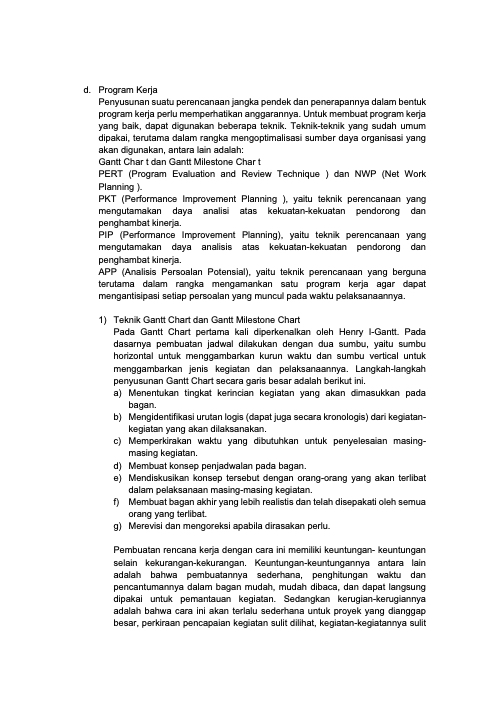 d. Program Kerja
Penyusunan suatu perencanaan jangka pendek dan penerapannya dalam bentuk
program kerja perlu memperhatikan anggarannya. Untuk membuat program kerja
yang baik, dapat digunakan beberapa teknik. Teknik-teknik yang sudah umum
dipakai, terutama dalam rangka mengoptimalisasi sumber daya organisasi yang
akan digunakan, antara lain adalah:
Gantt Char t dan Gantt Milestone Char t
PERT (Program Evaluation and Review Technique ) dan NWP (Net Work
Planning ).
PKT (Performance Improvement Planning ), yaitu teknik perencanaan yang
mengutamakan daya analisi atas kekuatan-kekuatan pendorong dan
penghambat kinerja.
PIP (Performance Improvement Planning), yaitu teknik perencanaan yang
mengutamakan daya analisis atas kekuatan-kekuatan pendorong dan
penghambat kinerja.
APP (Analisis Persoalan Potensial), yaitu teknik perencanaan yang berguna
terutama dalam rangka mengamankan satu program kerja agar dapat
mengantisipasi setiap persoalan yang muncul pada waktu pelaksanaannya.
1) Teknik Gantt Chart dan Gantt Milestone Chart
Pada Gantt Chart pertama kali diperkenalkan oleh Henry I-Gantt. Pada
dasarnya pembuatan jadwal dilakukan dengan dua sumbu, yaitu sumbu
horizontal untuk menggambarkan kurun waktu dan sumbu vertical untuk
menggambarkan jenis kegiatan dan pelaksanaannya. Langkah-langkah
penyusunan Gantt Chart secara garis besar adalah berikut ini.
a) Menentukan tingkat kerincian kegiatan yang akan dimasukkan pada
bagan.
b) Mengidentifikasi urutan logis (dapat juga secara kronologis) dari kegiatan-
kegiatan yang akan dilaksanakan.
c) Memperkirakan waktu yang dibutuhkan untuk penyelesaian masing-
masing kegiatan.
d) Membuat konsep penjadwalan pada bagan.
e) Mendiskusikan konsep tersebut dengan orang-orang yang akan terlibat
dalam pelaksanaan masing-masing kegiatan.
f) Membuat bagan akhir yang lebih realistis dan telah disepakati oleh semua
orang yang terlibat.
g) Merevisi dan mengoreksi apabila dirasakan perlu.
Pembuatan rencana kerja dengan cara ini memiliki keuntungan- keuntungan
selain kekurangan-kekurangan. Keuntungan-keuntungannya antara lain
adalah bahwa pembuatannya sederhana, penghitungan waktu dan
pencantumannya dalam bagan mudah, mudah dibaca, dan dapat langsung
dipakai untuk pemantauan kegiatan. Sedangkan kerugian-kerugiannya
adalah bahwa cara ini akan terlalu sederhana untuk proyek yang dianggap
besar, perkiraan pencapaian kegiatan sulit dilihat, kegiatan-kegiatannya sulit